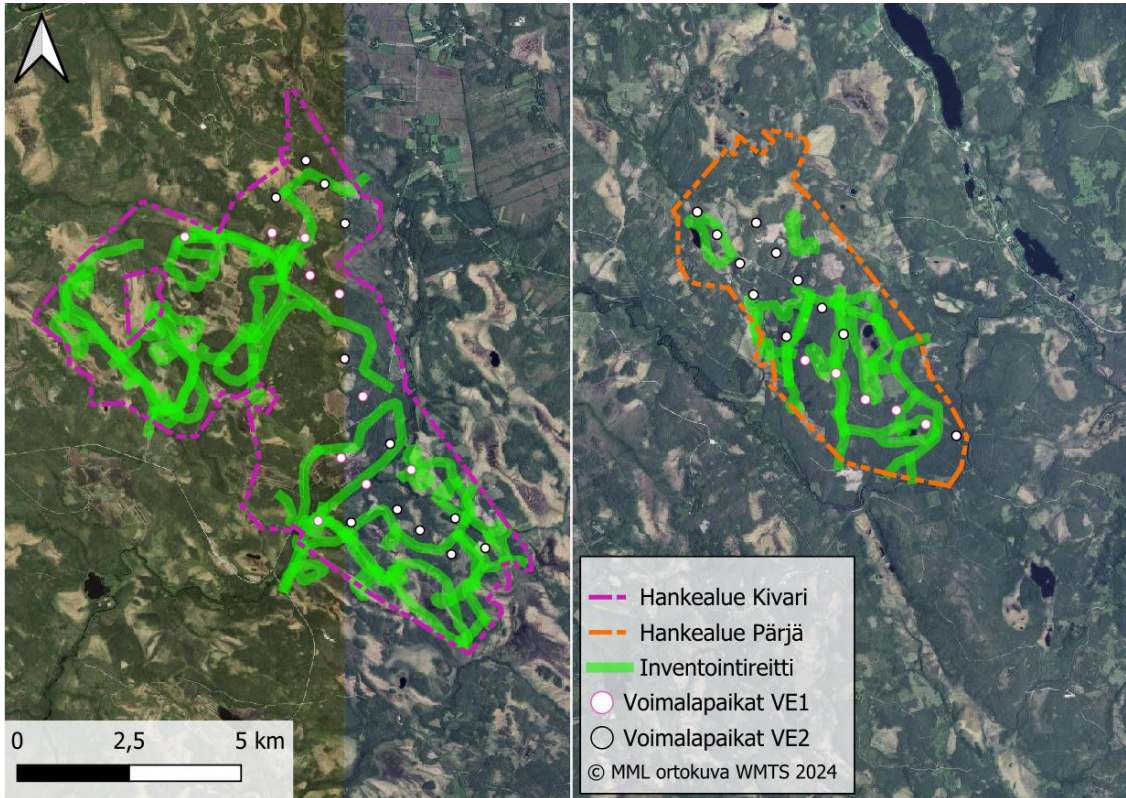 0 2,5 5 km
Hankealue Kivari
Hankealue Pärjä
Inventointireitti
Voimalapaikat VE1
Voimalapaikat VE2
© MML ortokuva WMTS 2024